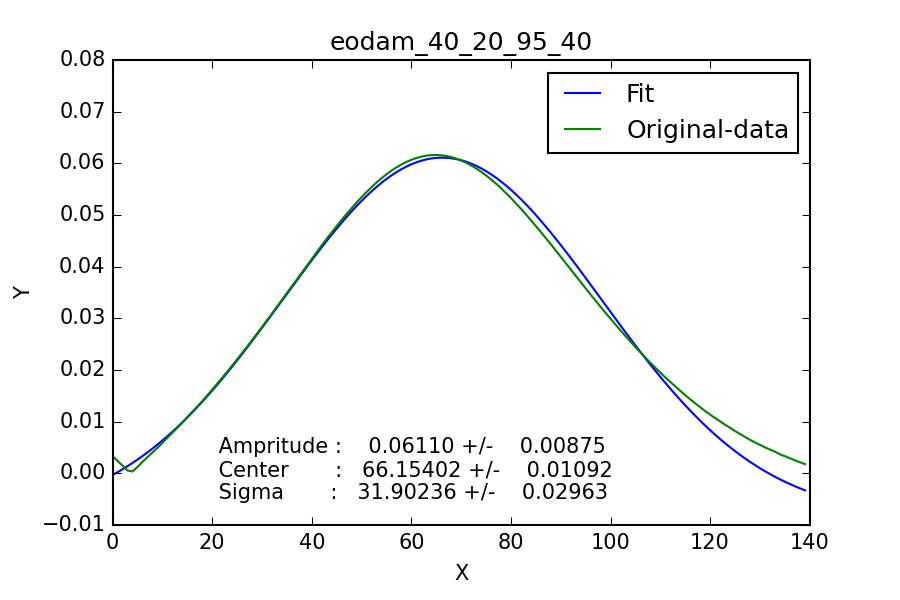 eodam_40_20_95_40
0.08
0.07
0.06
0.05
0.04
0.03
0.02
0.01
0.00
−0.01
Y
Fit
Original-data
Ampritude : 0.06110 +/- 0.00875
Center : 66.15402 +/- 0.01092
Sigma : 31.90236 +/- 0.02963
0 20 40 60 80 100 120 140
X